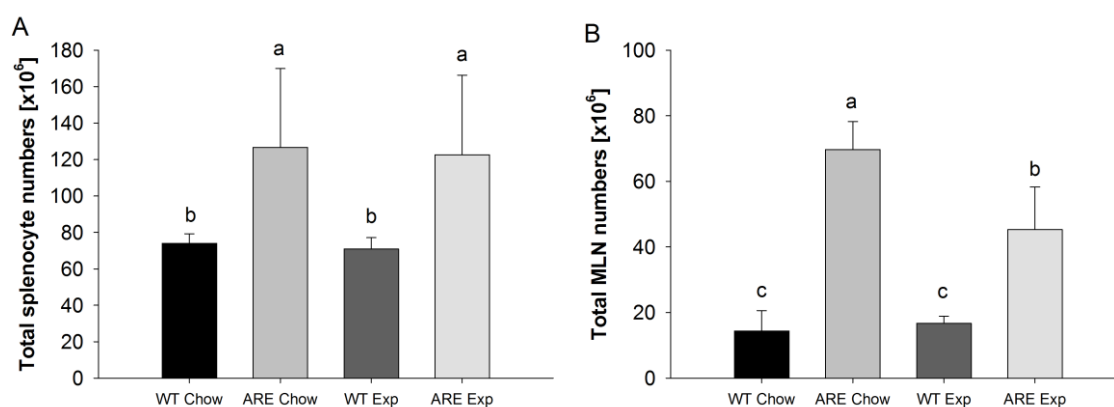 A
Total splenocyte numbers [x10⁶]
180
160
140
120
100
80
60
40
20
0
b
a
b
a
WT Chow ARE Chow WT Exp ARE Exp
B
Total MLN numbers [x10⁶]
100
80
60
40
20
0
c
a
c
b
WT Chow ARE Chow WT Exp ARE Exp